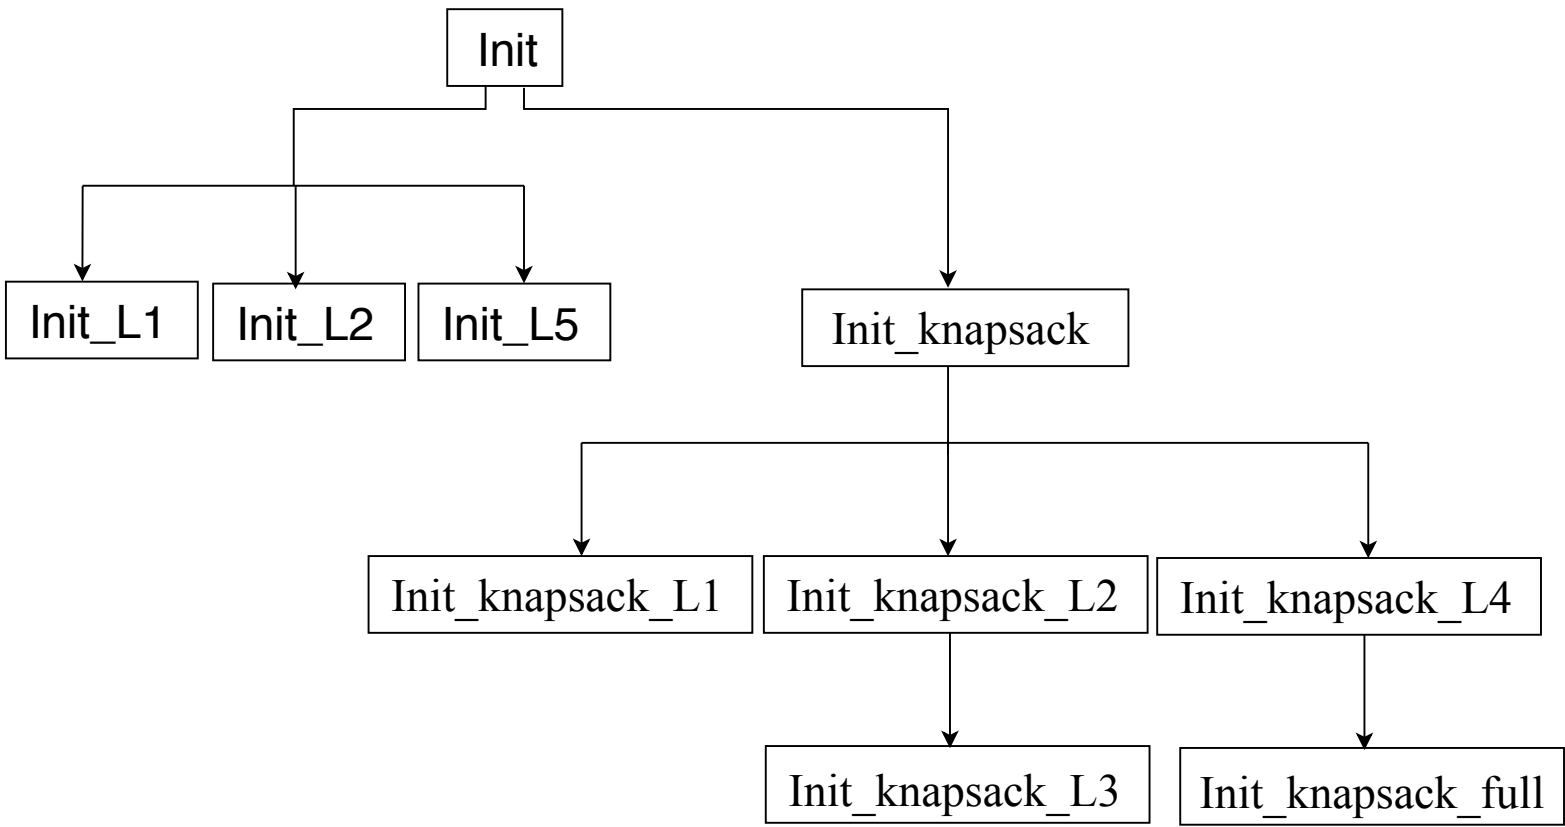 Init
Init_L1
Init_L2
Init_L5
Init_knapsack
Init_knapsack_L1
Init_knapsack_L2
Init_knapsack_L4
Init_knapsack_L3
Init_knapsack_full